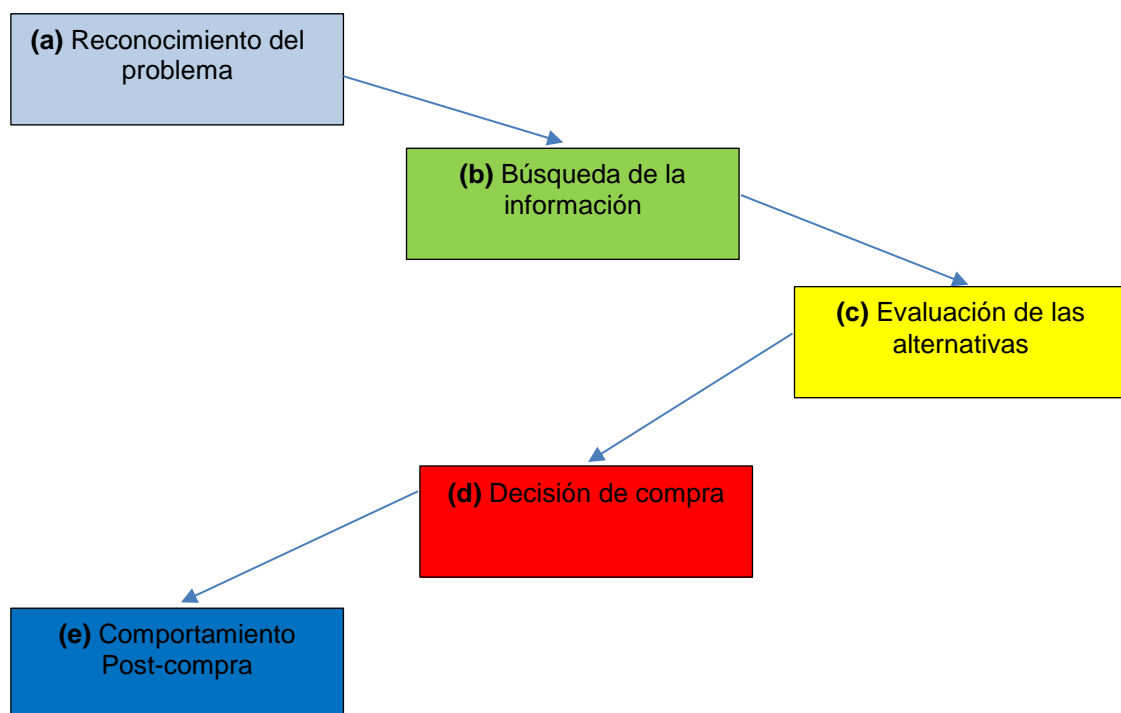 (a) Reconocimiento del
problema
(b) Búsqueda de la
información
(c) Evaluación de las
alternativas
(d) Decisión de compra
(e) Comportamiento
Post-compra